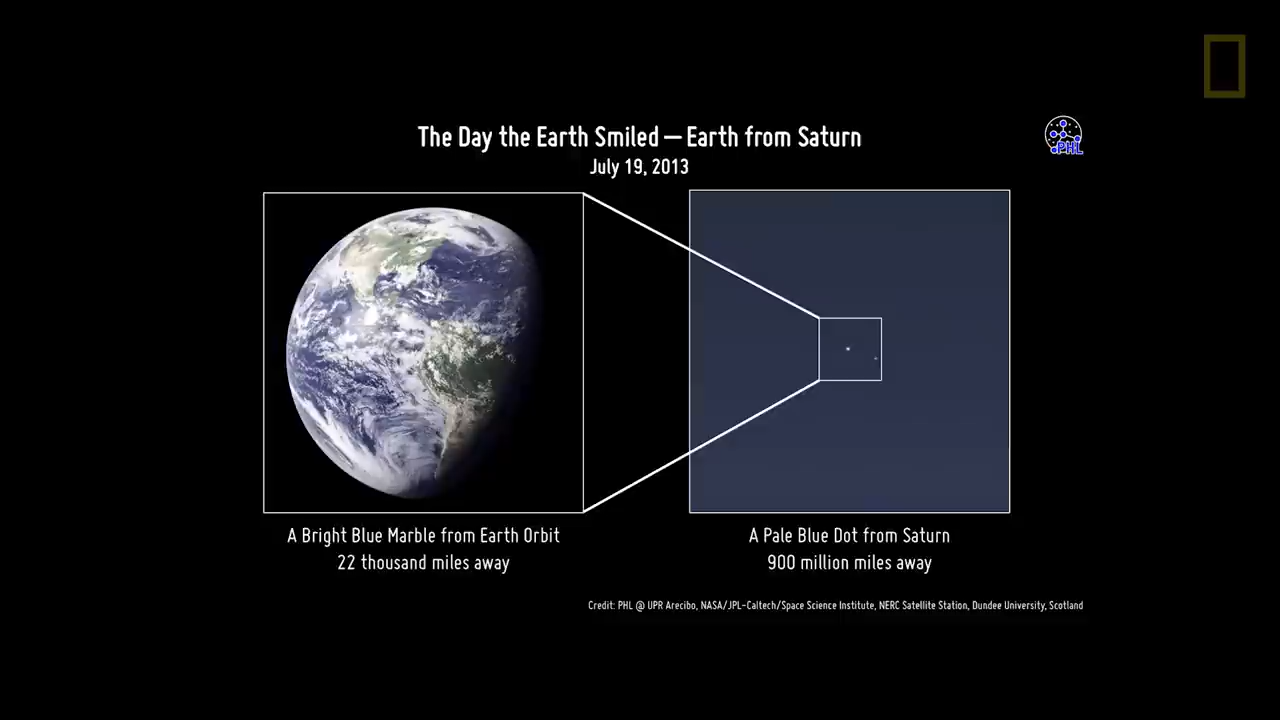 The Day the Earth Smiled — Earth from Saturn
July 19, 2013
PHL
A Bright Blue Marble from Earth Orbit
22 thousand miles away
A Pale Blue Dot from Saturn
900 million miles away
Credit: PHL @ UPR Arecibo, NASA/JPL-Caltech/Space Science Institute, NERC Satellite Station, Dundee University, Scotland